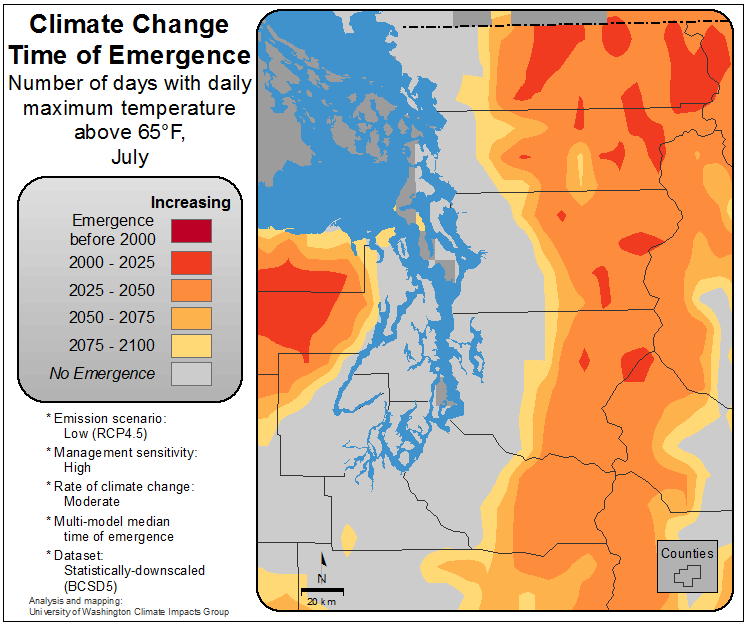 Climate Change
Time of Emergence
Number of days with daily
maximum temperature
above 65°F,
July
Increasing
Emergence
before 2000
2000 - 2025
2025 - 2050
2050 - 2075
2075 - 2100
No Emergence
* Emission scenario:
Low (RCP4.5)
* Management sensitivity:
High
* Rate of climate change:
Moderate
* Multi-model median
time of emergence
* Dataset:
Statistically-downscaled
(BCSD5)
Analysis and mapping:
University of Washington Climate Impacts Group
N
20 km
Counties